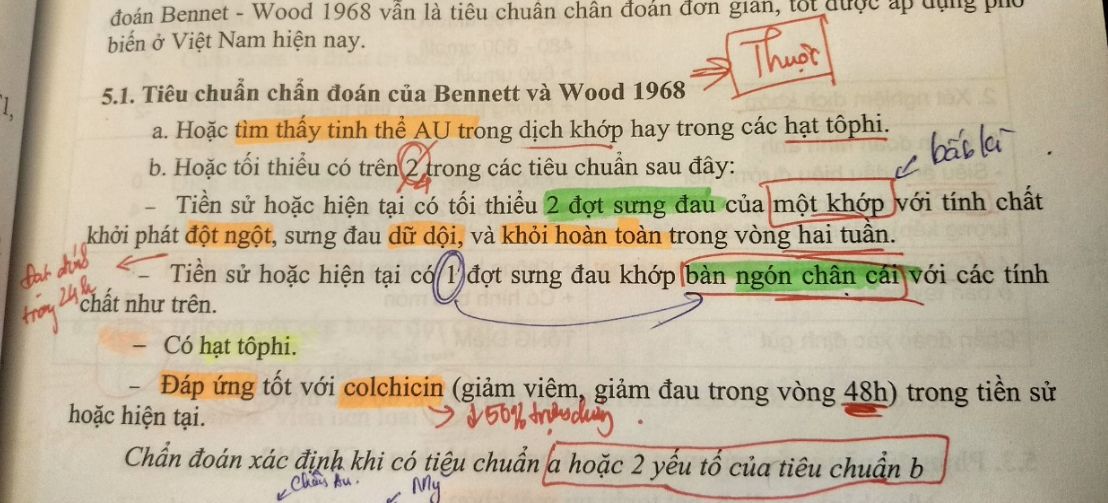 đoán Bennet - Wood 1968 vẫn là tiêu chuẩn chẩn đoán đơn giản, tốt được áp dụng phổ
biến ở Việt Nam hiện nay.
Thuộc
5.1. Tiêu chuẩn chẩn đoán của Bennett và Wood 1968
a. Hoặc tìm thấy tinh thể AU trong dịch khớp hay trong các hạt tôphi.
b. Hoặc tối thiểu có trên 2 trong các tiêu chuẩn sau đây:
bất kì
- Tiền sử hoặc hiện tại có tối thiểu 2 đợt sưng đau của một khớp với tính chất
khởi phát đột ngột, sưng đau dữ dội, và khỏi hoàn toàn trong vòng hai tuần.
- Tiền sử hoặc hiện tại có 1 đợt sưng đau khớp bàn ngón chân cái với các tính
trong 24h
chất như trên.
- Có hạt tôphi.
- Đáp ứng tốt với colchicin (giảm viêm, giảm đau trong vòng 48h) trong tiền sử
hoặc hiện tại.
↓50% triệu chứng
Chẩn đoán xác định khi có tiêu chuẩn a hoặc 2 yếu tố của tiêu chuẩn b
Châu Âu.
Mỹ